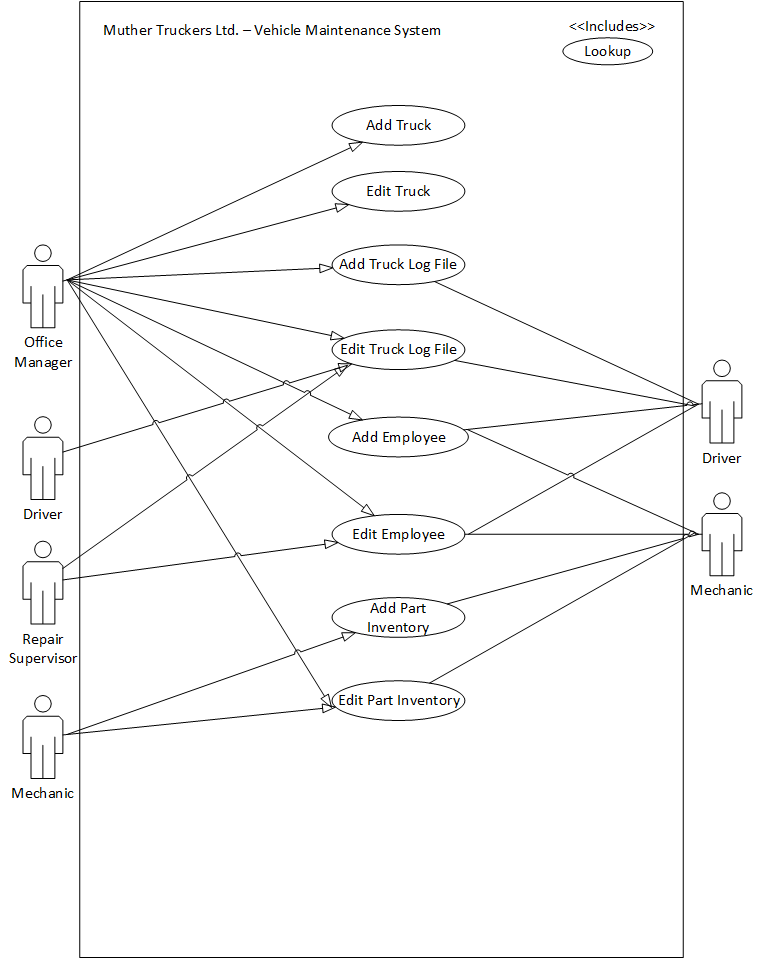 Muther Truckers Ltd. – Vehicle Maintenance System
<<Includes>>
Lookup
Add Truck
Edit Truck
Add Truck Log File
Edit Truck Log File
Add Employee
Edit Employee
Add Part
Inventory
Edit Part Inventory
Office
Manager
Driver
Repair
Supervisor
Mechanic
Driver
Mechanic